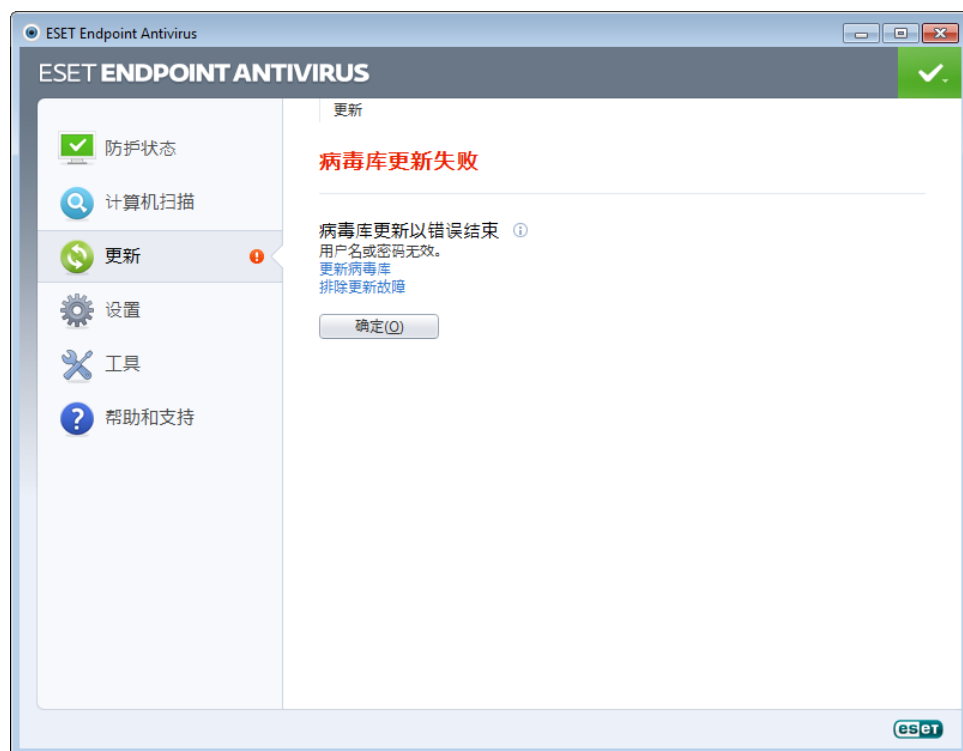 ESET Endpoint Antivirus
ESET ENDPOINT ANTIVIRUS
防护状态
计算机扫描
更新
设置
工具
帮助和支持
更新
病毒库更新失败
病毒库更新以错误结束
用户名或密码无效。
更新病毒库
排除更新故障
确定(O)
eseT